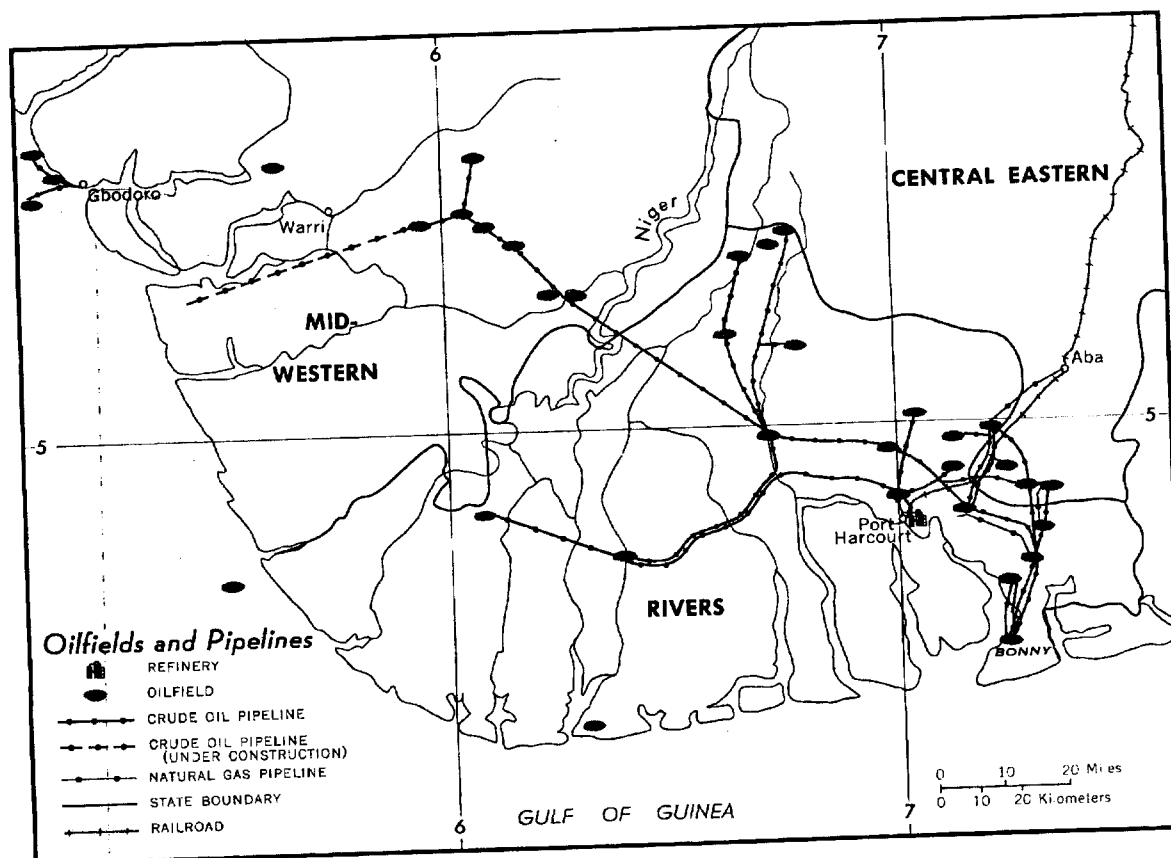 6
7
CENTRAL EASTERN
Gbodoro
Warri
Niger
MID-
WESTERN
Aba
5
5
Port
Harcourt
RIVERS
BONNY
Oilfields and Pipelines
REFINERY
OILFIELD
CRUDE OIL PIPELINE
CRUDE OIL PIPELINE
(UNDER CONSTRUCTION)
NATURAL GAS PIPELINE
STATE BOUNDARY
RAILROAD
0 10 20 Miles
0 10 20 Kilometers
6
GULF OF GUINEA
7